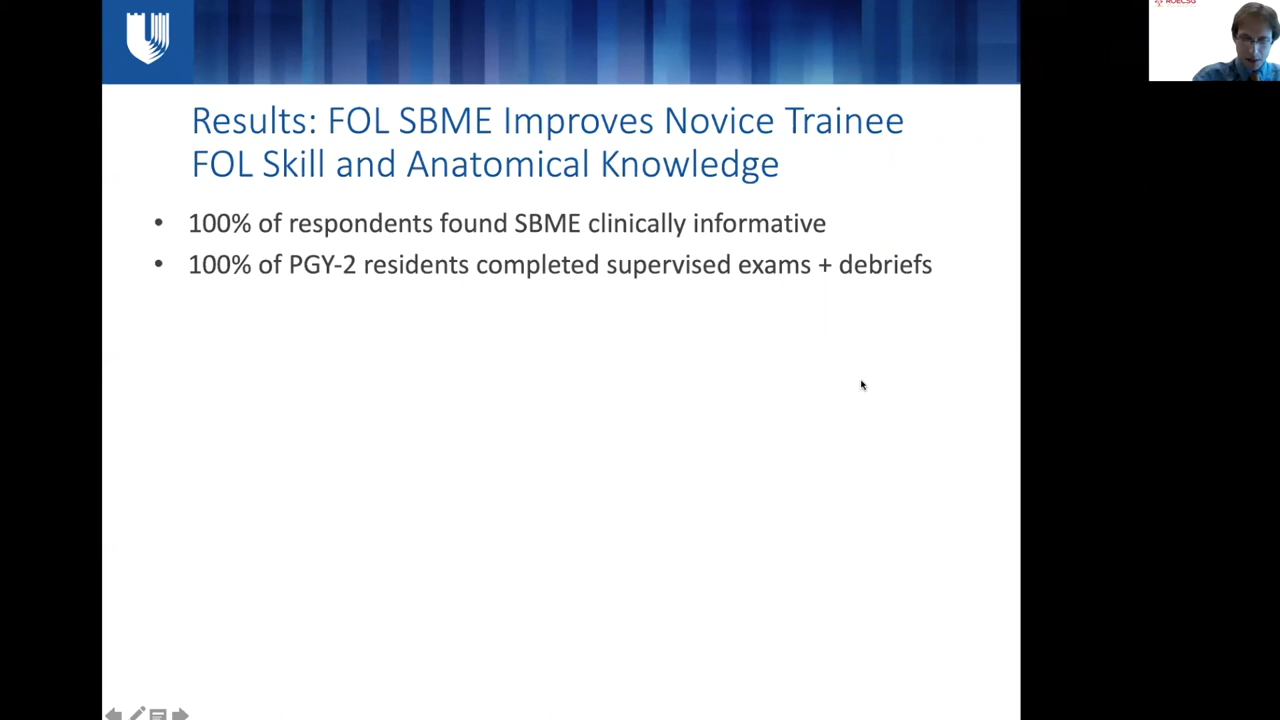 ROECSG
Results: FOL SBME Improves Novice Trainee
FOL Skill and Anatomical Knowledge
• 100% of respondents found SBME clinically informative
• 100% of PGY-2 residents completed supervised exams + debriefs